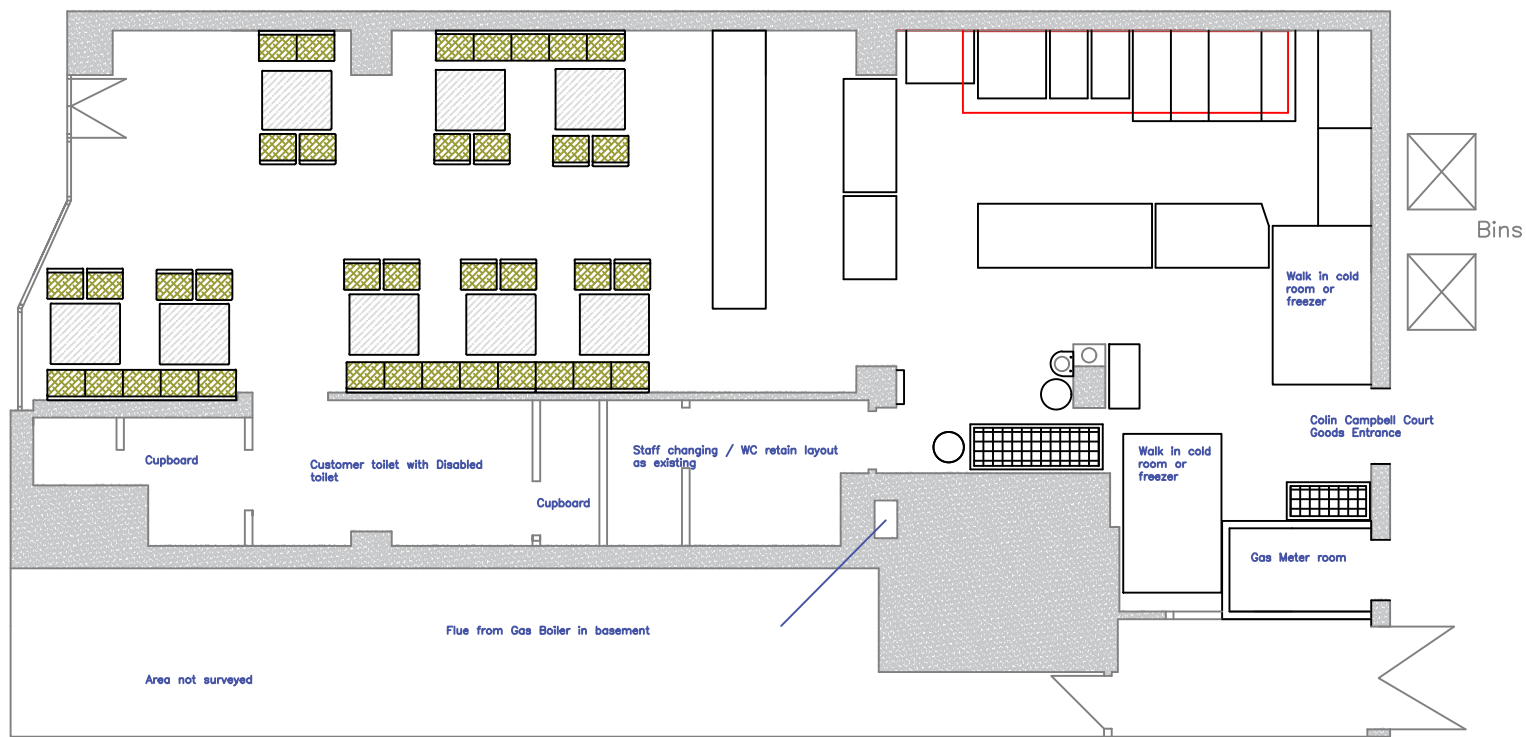 Bins
Walk in cold
room or
freezer
Colin Campbell Court
Goods Entrance
Cupboard
Customer toilet with Disabled
toilet
Staff changing / WC retain layout
as existing
Walk in cold
room or
freezer
Cupboard
Gas Meter room
Flue from Gas Boiler in basement
Area not surveyed